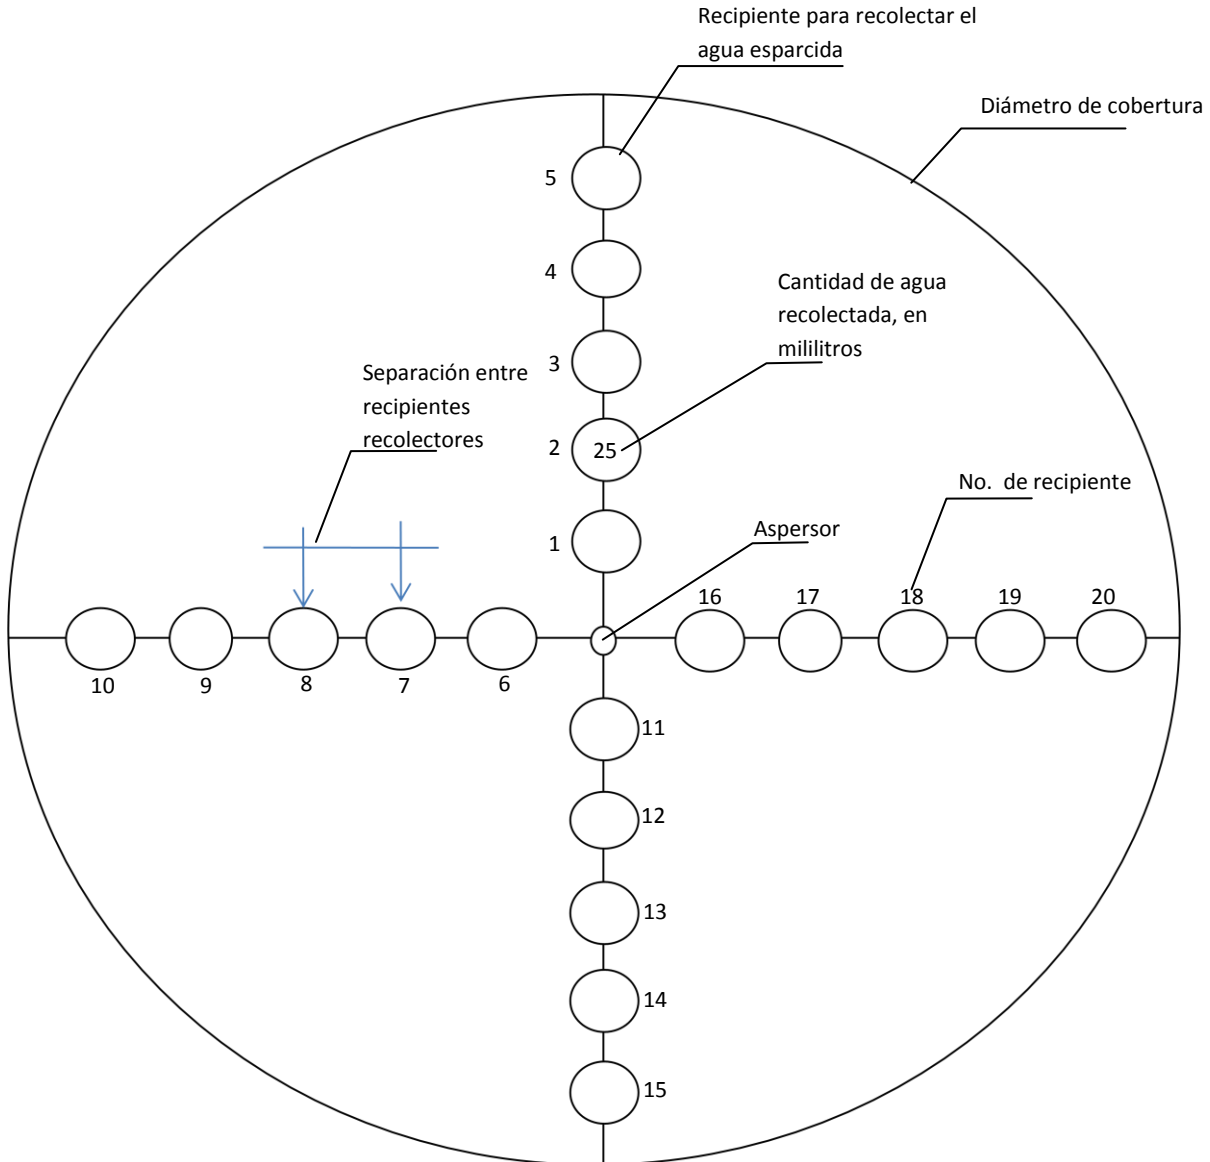 Recipiente para recolectar el
agua esparcida
Diámetro de cobertura
5
4
Cantidad de agua
recolectada, en
mililitros
3
Separación entre
recipientes
recolectores
2
25
No.  de recipiente
1
Aspersor
16
17
18
19
20
10
9
8
7
6
11
12
13
14
15